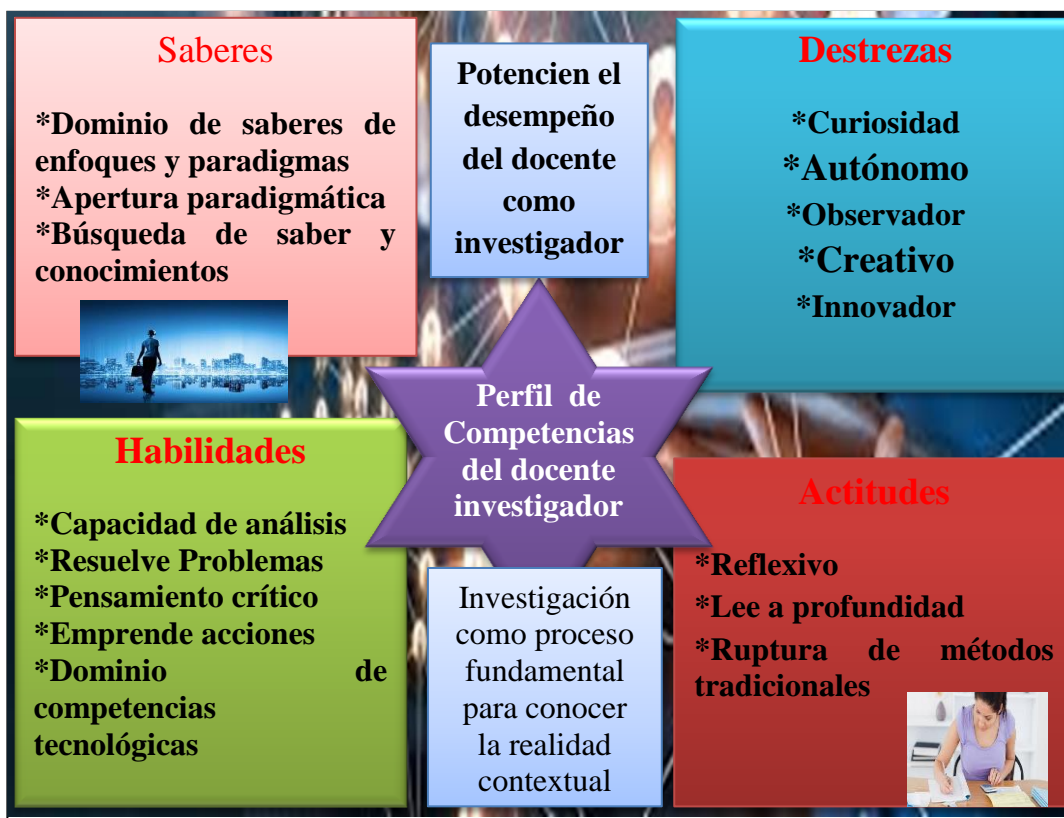 Saberes
*Dominio de saberes de
enfoques y paradigmas
*Apertura paradigmática
*Búsqueda de saber y
conocimientos
Potencien el
desempeño
del docente
como
investigador
Destrezas
*Curiosidad
*Autónomo
*Observador
*Creativo
*Innovador
Perfil de
Competencias
del docente
investigador
Habilidades
*Capacidad de análisis
*Resuelve Problemas
*Pensamiento crítico
*Emprende acciones
*Dominio de
competencias
tecnológicas
Investigación
como proceso
fundamental
para conocer
la realidad
contextual
Actitudes
*Reflexivo
*Lee a profundidad
*Ruptura de métodos
tradicionales